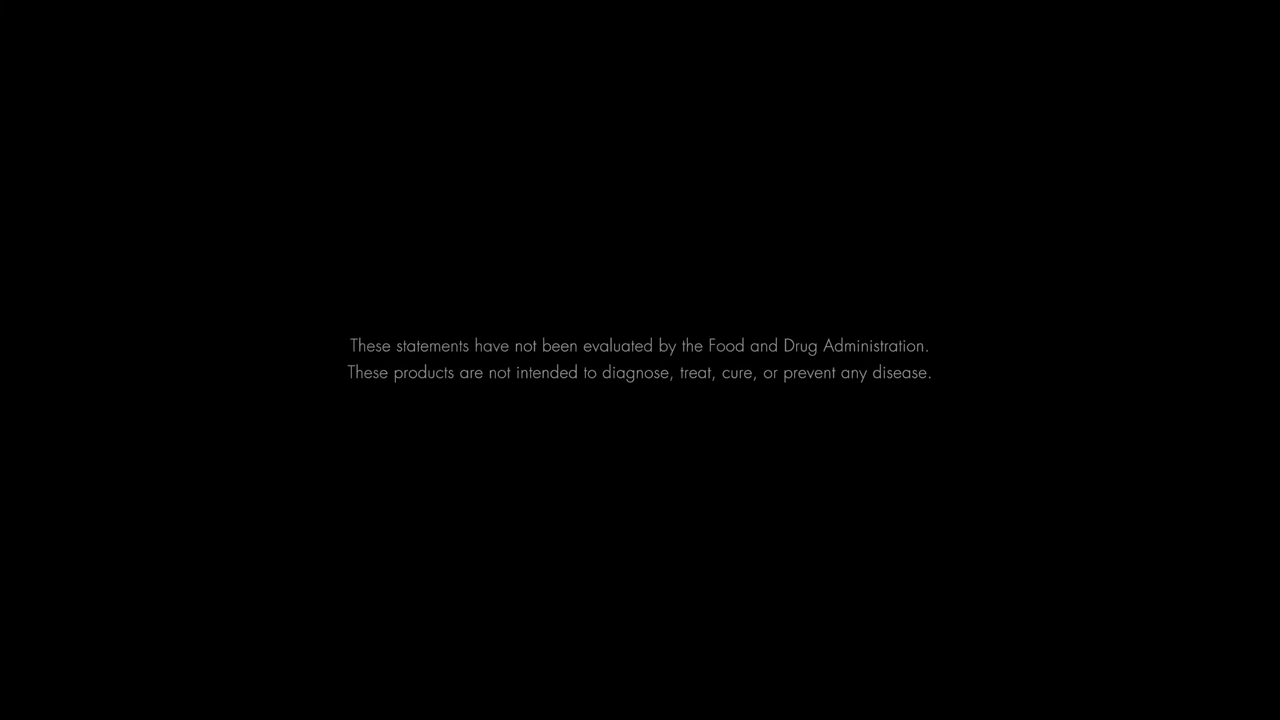 These statements have not been evaluated by the Food and Drug Administration.
These products are not intended to diagnose, treat, cure, or prevent any disease.